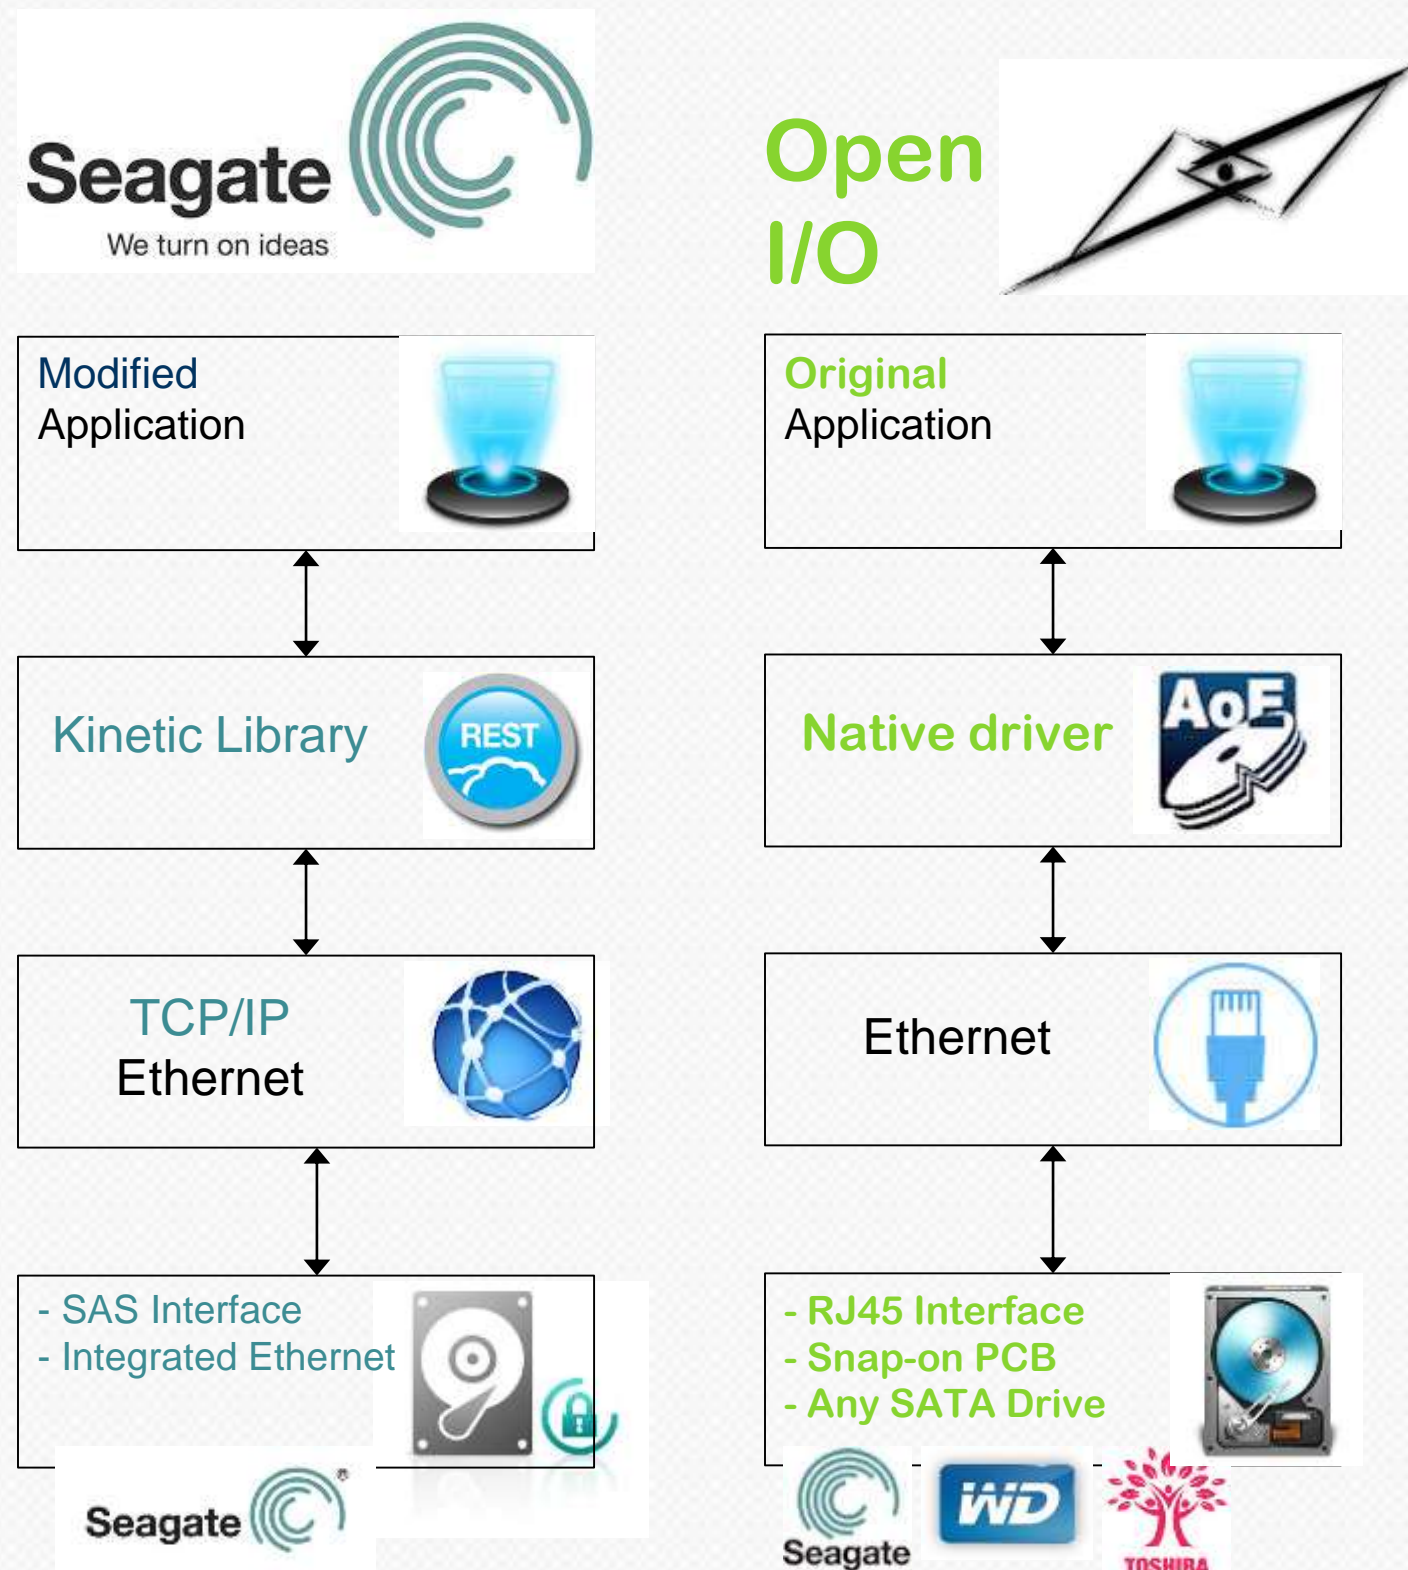 Seagate
We turn on ideas
Modified
Application
Kinetic Library
REST
TCP/IP
Ethernet
- SAS Interface
- Integrated Ethernet
Seagate ®
Open
I/O
Original
Application
Native driver
AoE
Ethernet
- RJ45 Interface
- Snap-on PCB
- Any SATA Drive
Seagate
WD
TOSHIBA